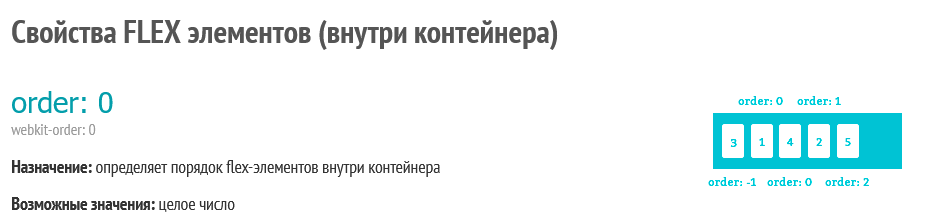 Свойства FLEX элементов (внутри контейнера)
order: 0
webkit-order: 0
Назначение: определяет порядок flex-элементов внутри контейнера
Возможные значения: целое число
order: 0 order: 1
3 1 4 2 5
order: -1 order: 0 order: 2